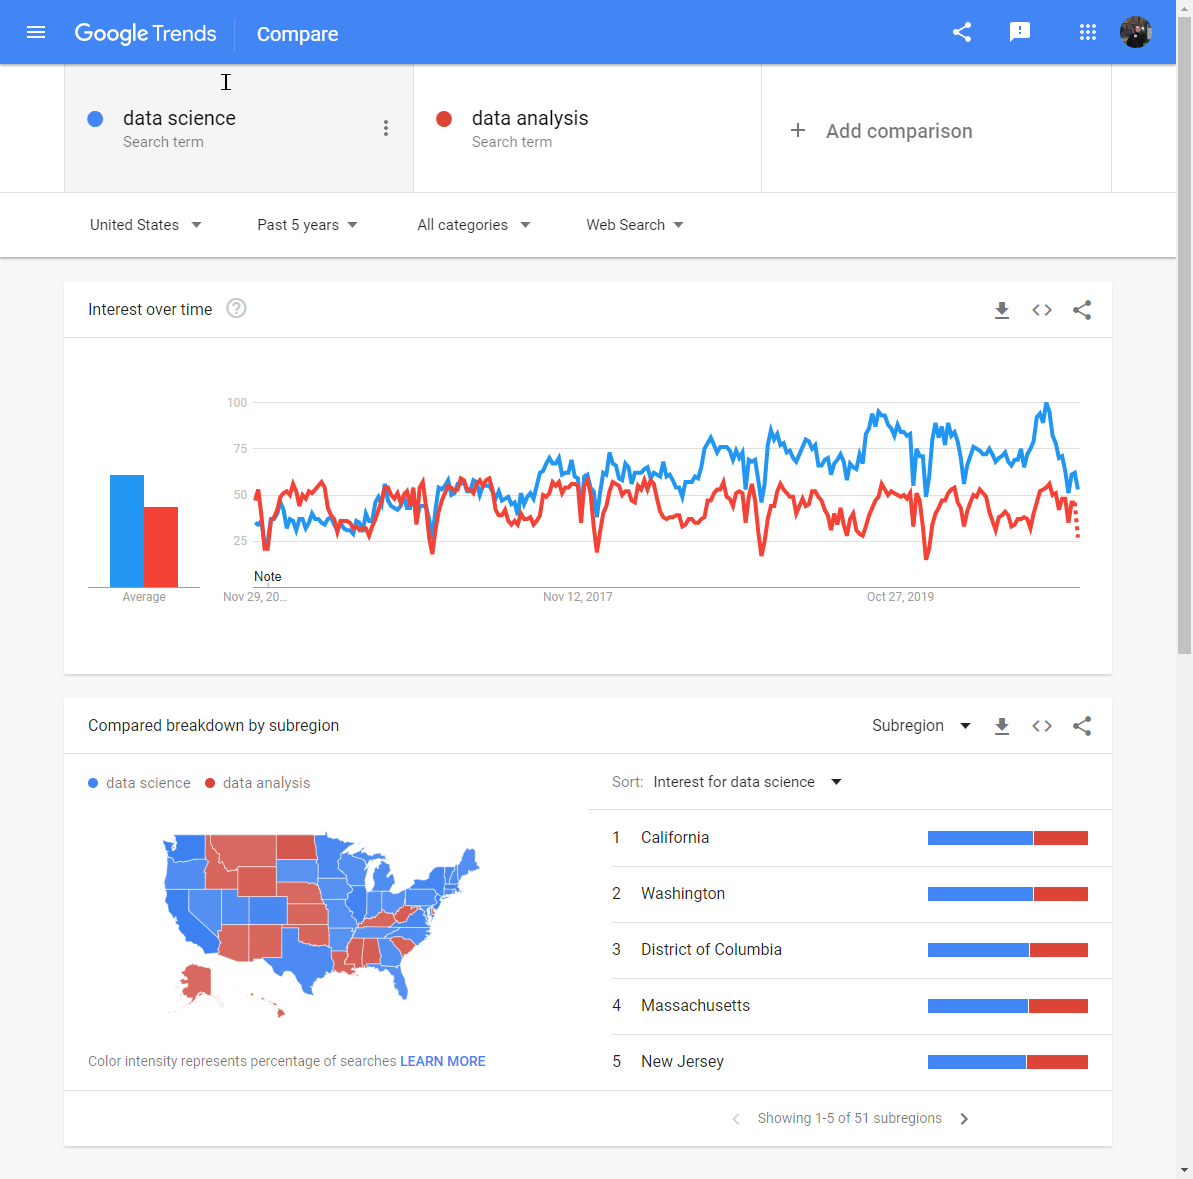 Google Trends Compare
data science
Search term
data analysis
Search term
Add comparison
United States Past 5 years All categories Web Search
Interest over time
100
75
50
25
Note
Average
Nov 29, 20... Nov 12, 2017 Oct 27, 2019
Compared breakdown by subregion
Subregion
data science data analysis
Sort: Interest for data science
1 California
2 Washington
3 District of Columbia
4 Massachusetts
5 New Jersey
Color intensity represents percentage of searches LEARN MORE
Showing 1-5 of 51 subregions